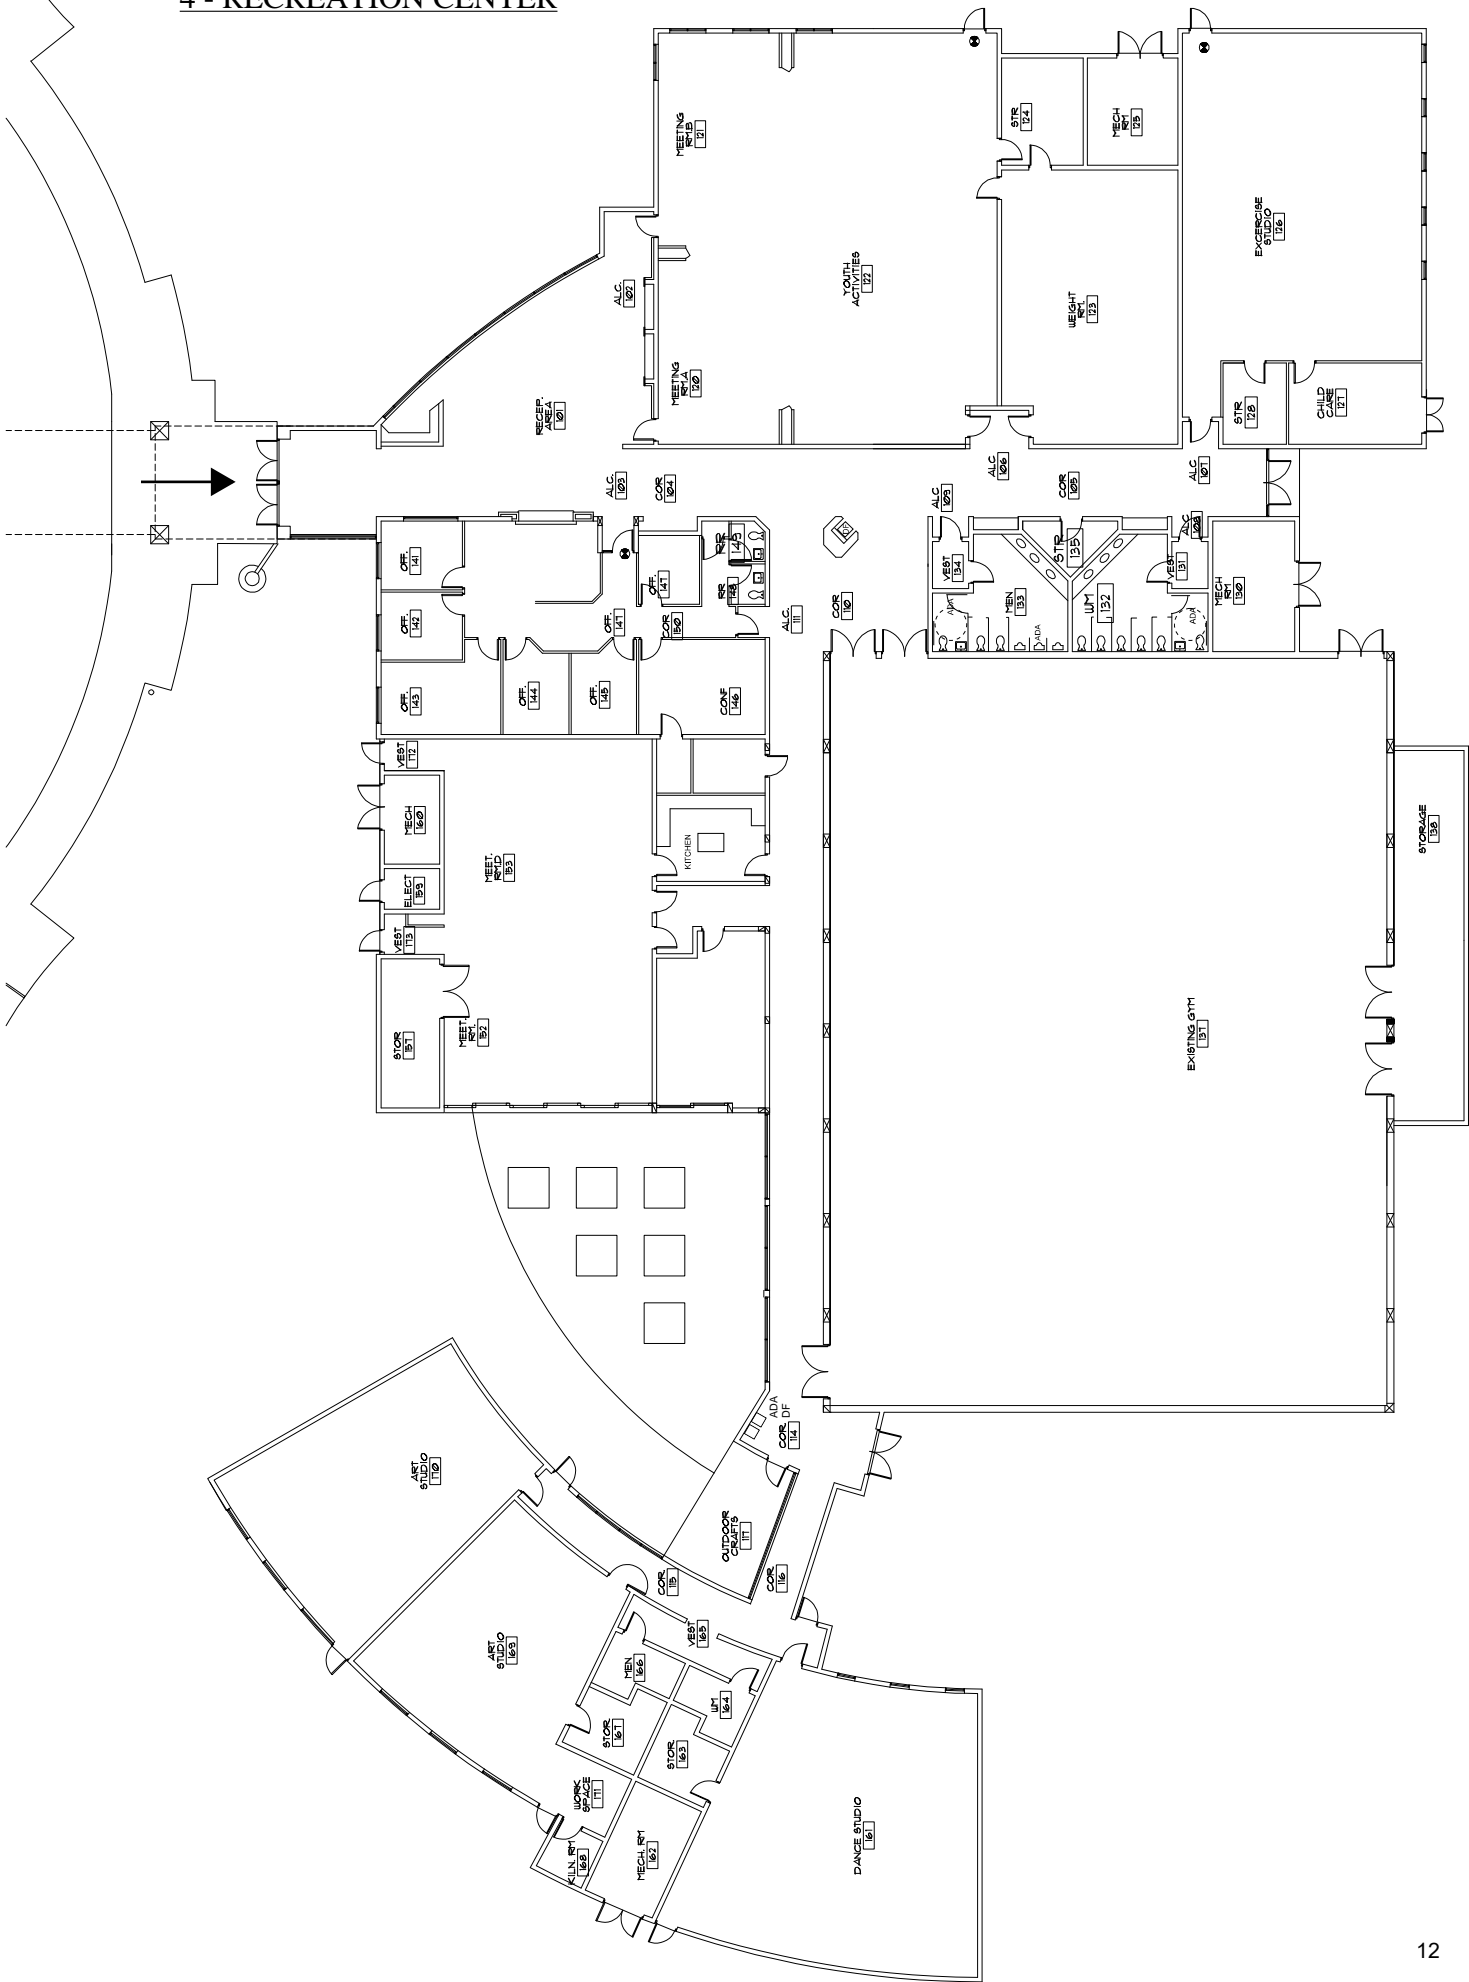 4 - RECREATION CENTER
MEETING
RM.B
121
STR
124
MECH
RM
125
EXCERCISE
STUDIO
126
YOUTH
ACTIVITIES
122
ALC.
102
WEIGHT
RM.
123
MEETING
RM.A
120
RECEP.
AREA
101
STR
128
CHILD
CARE
127
ALC.
103
COR
104
ALC
106
COR
105
ALC
107
ALC
109
ALC
108
OFF.
141
OFF.
142
OFF.
143
OFF.
144
OFF.
145
OFF.
147
OFF.
147
RR
149
RR
148
COR
150
CONF
146
ALC.
111
COR
110
VEST
134
STR
135
VEST
131
MEN
133
WM
132
ADA
ADA
ADA
MECH
RM
130
VEST
172
MECH
160
ELECT
159
VEST
173
STOR
157
MEET.
RM.D
153
MEET.
RM.
152
KITCHEN
STORAGE
138
EXISTING GYM
137
ADA
DF
COR
114
OUTDOOR
CRAFTS
117
COR
116
COR
115
ART
STUDIO
170
ART
STUDIO
169
VEST
165
MEN
166
WM
164
STOR
167
STOR
163
WORK
SPACE
171
KILN. RM
168
MECH. RM
162
DANCE STUDIO
161
12